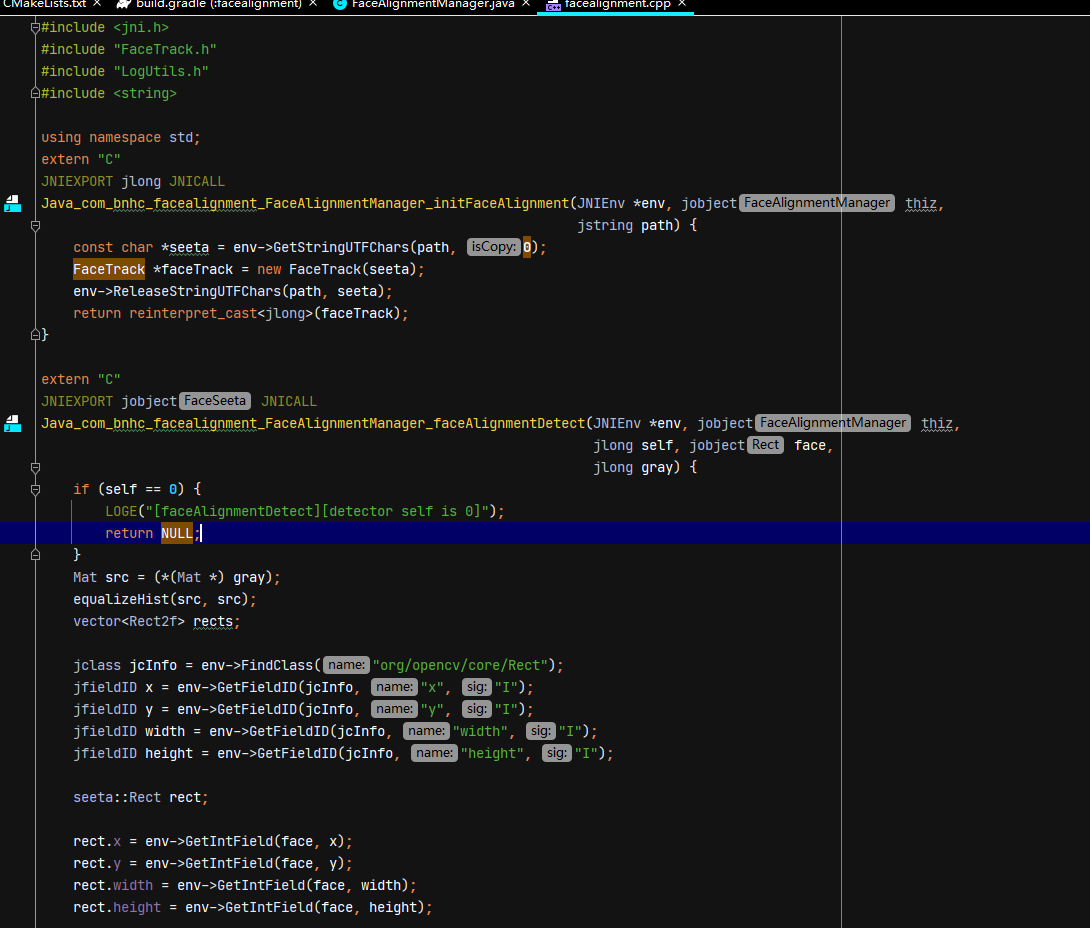 CMakeLists.txt × build.gradle (:facealignment) × FaceAlignmentManager.java × facealignment.cpp ×
#include <jni.h>
#include "FaceTrack.h"
#include "LogUtils.h"
#include <string>
using namespace std;
extern "C"
JNIEXPORT jlong JNICALL
Java_com_bnhc_facealignment_FaceAlignmentManager_initFaceAlignment(JNIEnv *env, jobject FaceAlignmentManager thiz,
jstring path) {
const char *seeta = env->GetStringUTFChars(path, isCopy: 0);
FaceTrack *faceTrack = new FaceTrack(seeta);
env->ReleaseStringUTFChars(path, seeta);
return reinterpret_cast<jlong>(faceTrack);
}
extern "C"
JNIEXPORT jobject FaceSeeta JNICALL
Java_com_bnhc_facealignment_FaceAlignmentManager_faceAlignmentDetect(JNIEnv *env, jobject FaceAlignmentManager thiz,
jlong self, jobject Rect face,
jlong gray) {
if (self == 0) {
LOGE("[faceAlignmentDetect][detector self is 0]");
return NULL;
}
Mat src = (*(Mat *) gray);
equalizeHist(src, src);
vector<Rect2f> rects;
jclass jcInfo = env->FindClass( name: "org/opencv/core/Rect");
jfieldID x = env->GetFieldID(jcInfo, name: "x", sig: "I");
jfieldID y = env->GetFieldID(jcInfo, name: "y", sig: "I");
jfieldID width = env->GetFieldID(jcInfo, name: "width", sig: "I");
jfieldID height = env->GetFieldID(jcInfo, name: "height", sig: "I");
seeta::Rect rect;
rect.x = env->GetIntField(face, x);
rect.y = env->GetIntField(face, y);
rect.width = env->GetIntField(face, width);
rect.height = env->GetIntField(face, height);